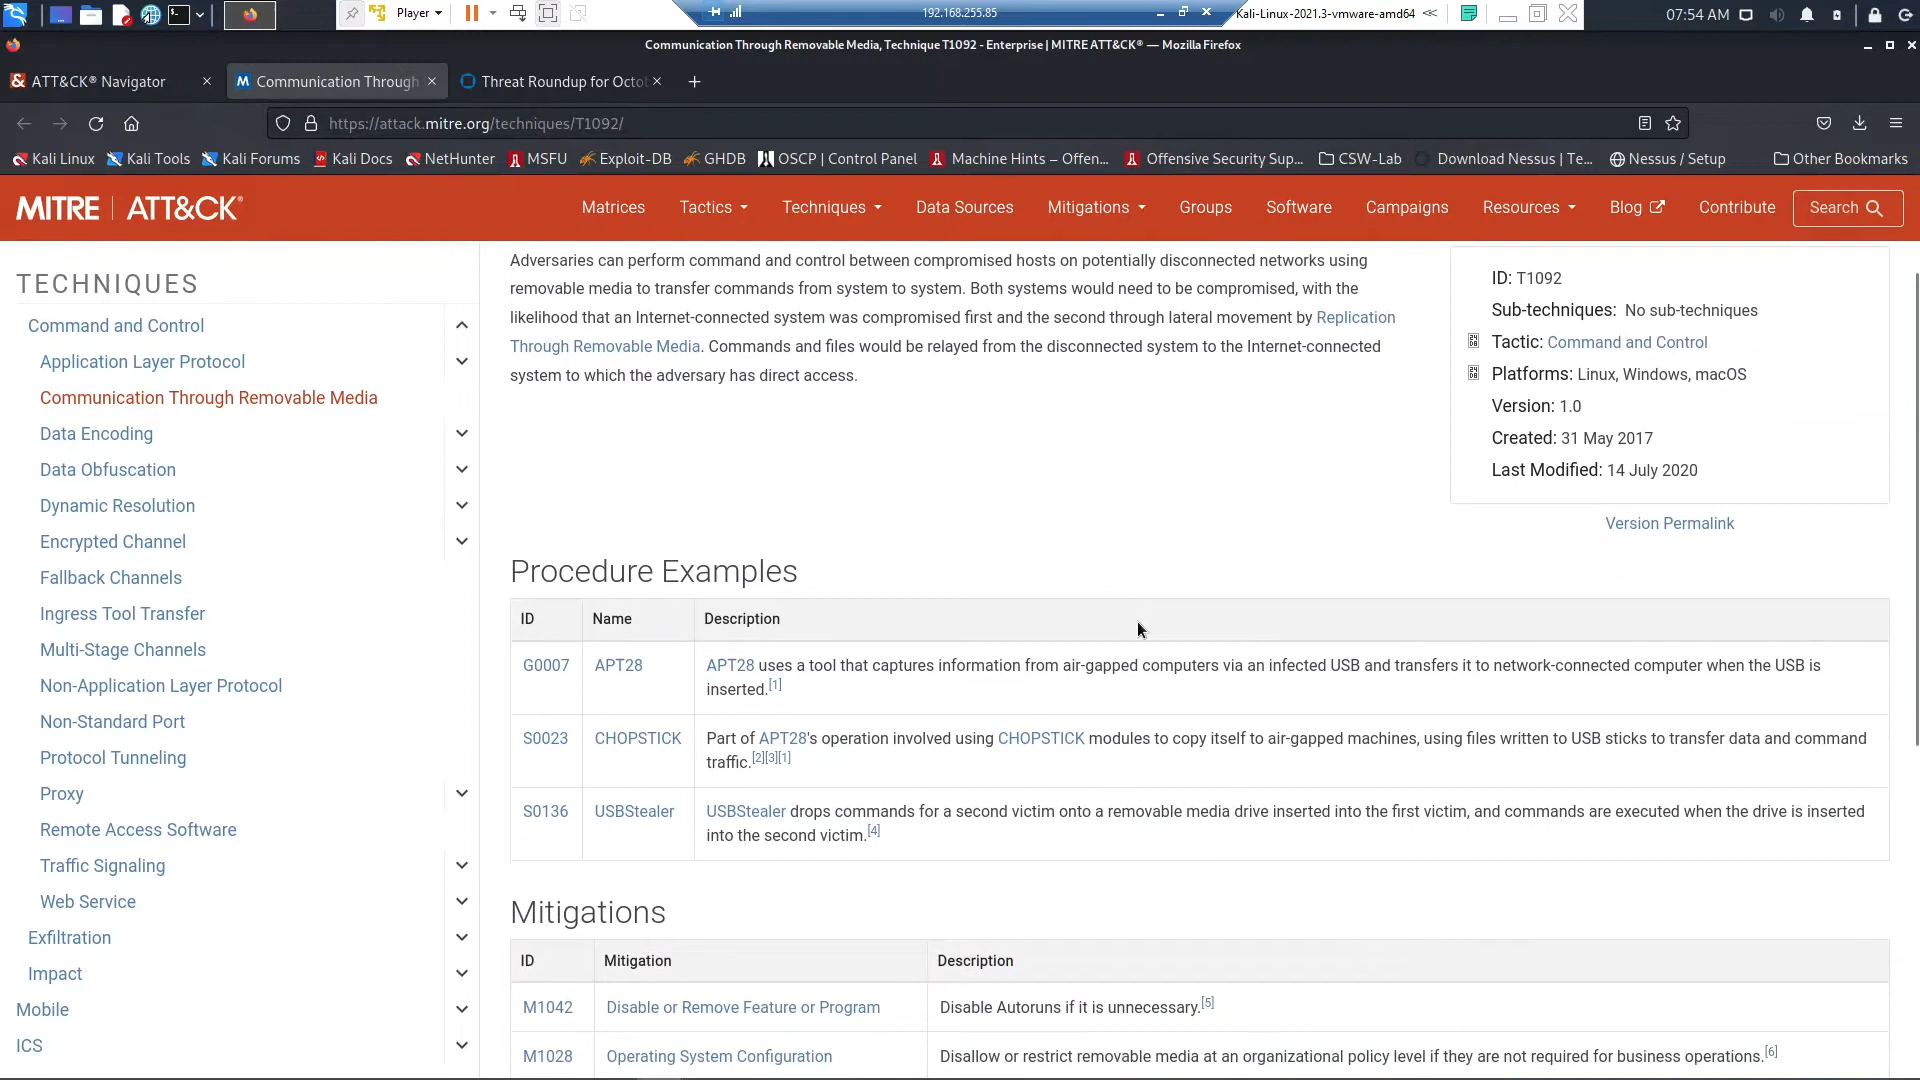 Player
192.168.255.85
Kali-Linux-2021.3-vmware-amd64
07:54 AM
Communication Through Removable Media, Technique T1092 - Enterprise | MITRE ATT&CK® — Mozilla Firefox
ATT&CK® Navigator
Communication Through
Threat Roundup for Octo
https://attack.mitre.org/techniques/T1092/
Kali Linux
Kali Tools
Kali Forums
Kali Docs
NetHunter
MSFU
Exploit-DB
GHDB
OSCP | Control Panel
Machine Hints – Offen...
Offensive Security Sup...
CSW-Lab
Download Nessus | Te...
Nessus / Setup
Other Bookmarks
MITRE | ATT&CK®
Matrices
Tactics
Techniques
Data Sources
Mitigations
Groups
Software
Campaigns
Resources
Blog
Contribute
Search
TECHNIQUES
Command and Control
Application Layer Protocol
Communication Through Removable Media
Data Encoding
Data Obfuscation
Dynamic Resolution
Encrypted Channel
Fallback Channels
Ingress Tool Transfer
Multi-Stage Channels
Non-Application Layer Protocol
Non-Standard Port
Protocol Tunneling
Proxy
Remote Access Software
Traffic Signaling
Web Service
Exfiltration
Impact
Mobile
ICS
Adversaries can perform command and control between compromised hosts on potentially disconnected networks using
removable media to transfer commands from system to system. Both systems would need to be compromised, with the
likelihood that an Internet-connected system was compromised first and the second through lateral movement by Replication
Through Removable Media. Commands and files would be relayed from the disconnected system to the Internet-connected
system to which the adversary has direct access.
ID: T1092
Sub-techniques: No sub-techniques
Tactic: Command and Control
Platforms: Linux, Windows, macOS
Version: 1.0
Created: 31 May 2017
Last Modified: 14 July 2020
Version Permalink
Procedure Examples
ID Name Description
G0007 APT28 APT28 uses a tool that captures information from air-gapped computers via an infected USB and transfers it to network-connected computer when the USB is
inserted.[1]
S0023 CHOPSTICK Part of APT28's operation involved using CHOPSTICK modules to copy itself to air-gapped machines, using files written to USB sticks to transfer data and command
traffic.[2][3][1]
S0136 USBStealer USBStealer drops commands for a second victim onto a removable media drive inserted into the first victim, and commands are executed when the drive is inserted
into the second victim.[4]
Mitigations
ID Mitigation Description
M1042 Disable or Remove Feature or Program Disable Autoruns if it is unnecessary.[5]
M1028 Operating System Configuration Disallow or restrict removable media at an organizational policy level if they are not required for business operations.[6]